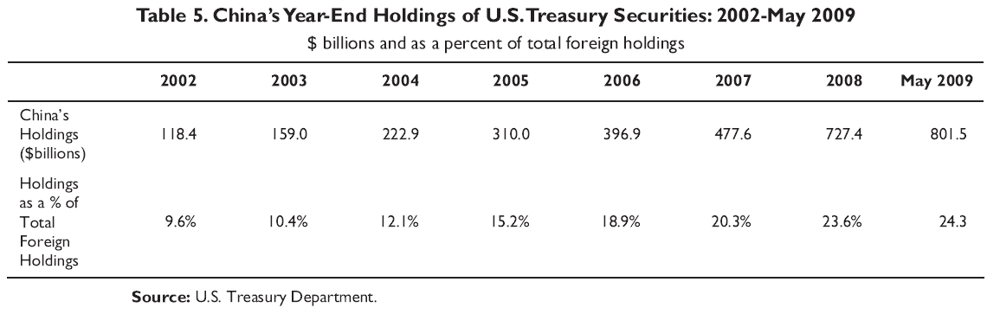 Table 5. China's Year-End Holdings of U.S. Treasury Securities: 2002-May 2009
$ billions and as a percent of total foreign holdings
2002 2003 2004 2005 2006 2007 2008 May 2009
China's
Holdings
($billions)
118.4 159.0 222.9 310.0 396.9 477.6 727.4 801.5
Holdings
as a % of
Total
Foreign
Holdings
9.6% 10.4% 12.1% 15.2% 18.9% 20.3% 23.6% 24.3
Source: U.S. Treasury Department.